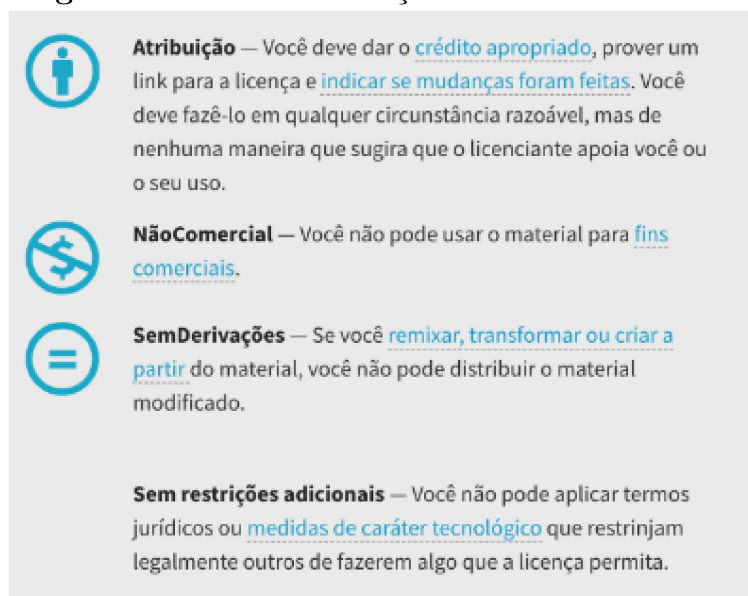 Atribuição — Você deve dar o crédito apropriado, prover um
link para a licença e indicar se mudanças foram feitas. Você
deve fazê-lo em qualquer circunstância razoável, mas de
nenhuma maneira que sugira que o licenciante apoia você ou
o seu uso.
NãoComercial — Você não pode usar o material para fins
comerciais.
SemDerivações — Se você remixar, transformar ou criar a
partir do material, você não pode distribuir o material
modificado.
Sem restrições adicionais — Você não pode aplicar termos
jurídicos ou medidas de caráter tecnológico que restrinjam
legalmente outros de fazerem algo que a licença permita.